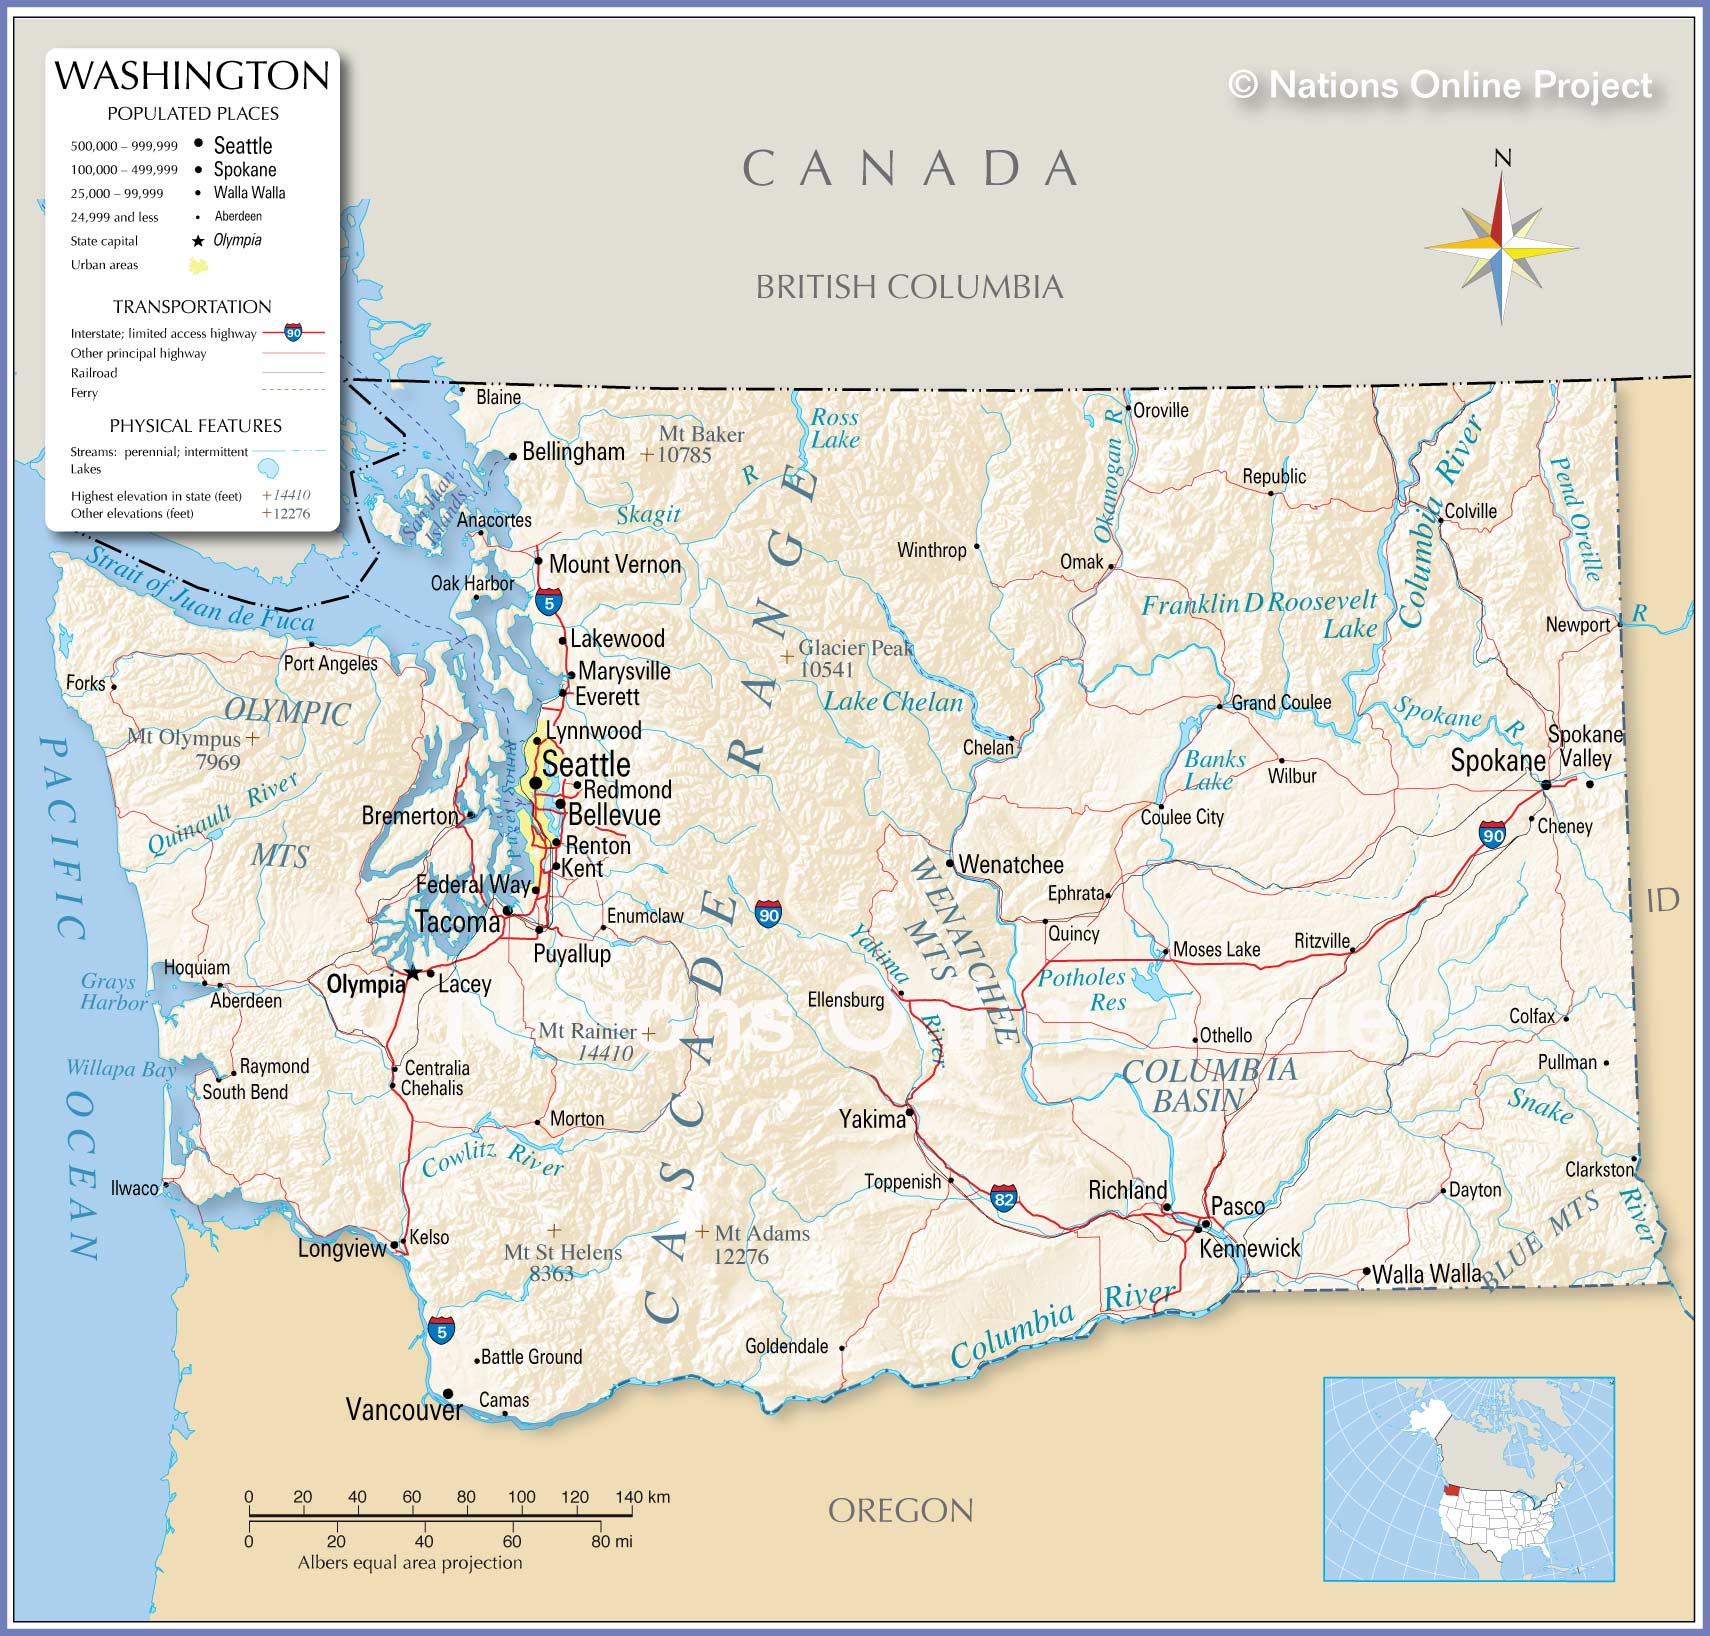 WASHINGTON
POPULATED PLACES
500,000 – 999,999 Seattle
100,000 – 499,999 Spokane
25,000 – 99,999 Walla Walla
24,999 and less Aberdeen
State capital Olympia
Urban areas
TRANSPORTATION
Interstate; limited access highway 90
Other principal highway
Railroad
Ferry
PHYSICAL FEATURES
Streams: perennial; intermittent
Lakes
Highest elevation in state (feet) +14410
Other elevations (feet) +12276
© Nations Online Project
CANADA
BRITISH COLUMBIA
N
Blaine
Bellingham
Mt Baker
10785
Ross
Lake
Oroville
Okanogan R
Republic
Columbia River
Colville
Pend Oreille
R
San Juan
Islands
Anacortes
Skagit
R
Winthrop
Omak
Mount Vernon
Oak Harbor
5
Strait of Juan de Fuca
Franklin D Roosevelt
Lake
Newport
Port Angeles
Lakewood
Glacier Peak
10541
Forks
Marysville
Everett
Lake Chelan
Grand Coulee
Spokane R
OLYMPIC
MTS
Mt Olympus
7969
Lynnwood
Chelan
Banks
Lake
Wilbur
Spokane
Spokane
Valley
Seattle
Redmond
Bellevue
Puget Sound
Quinault River
Bremerton
Coulee City
Cheney
90
Renton
Kent
Wenatchee
Federal Way
Ephrata
WENATCHEE
MTS
ID
Tacoma
Enumclaw
90
Quincy
Yakima
River
Puyallup
Moses Lake
Ritzville
PACIFIC
OCEAN
Grays
Harbor
Hoquiam
Aberdeen
Olympia
Lacey
Potholes
Res
Ellensburg
Mt Rainier
14410
CASCADE RANGE
Nations On
Othello
Colfax
Willapa Bay
Raymond
South Bend
Centralia
Chehalis
COLUMBIA
BASIN
Pullman
Yakima
Snake
River
Morton
Cowlitz River
Ilwaco
Toppenish
82
Richland
Pasco
Kennewick
Clarkston
Dayton
BLUE MTS
Longview
Kelso
Mt St Helens
8363
Mt Adams
12276
Walla Walla
5
Columbia River
Battle Ground
Goldendale
Vancouver
Camas
OREGON
0 20 40 60 80 100 120 140 km
0 20 40 60 80 mi
Albers equal area projection